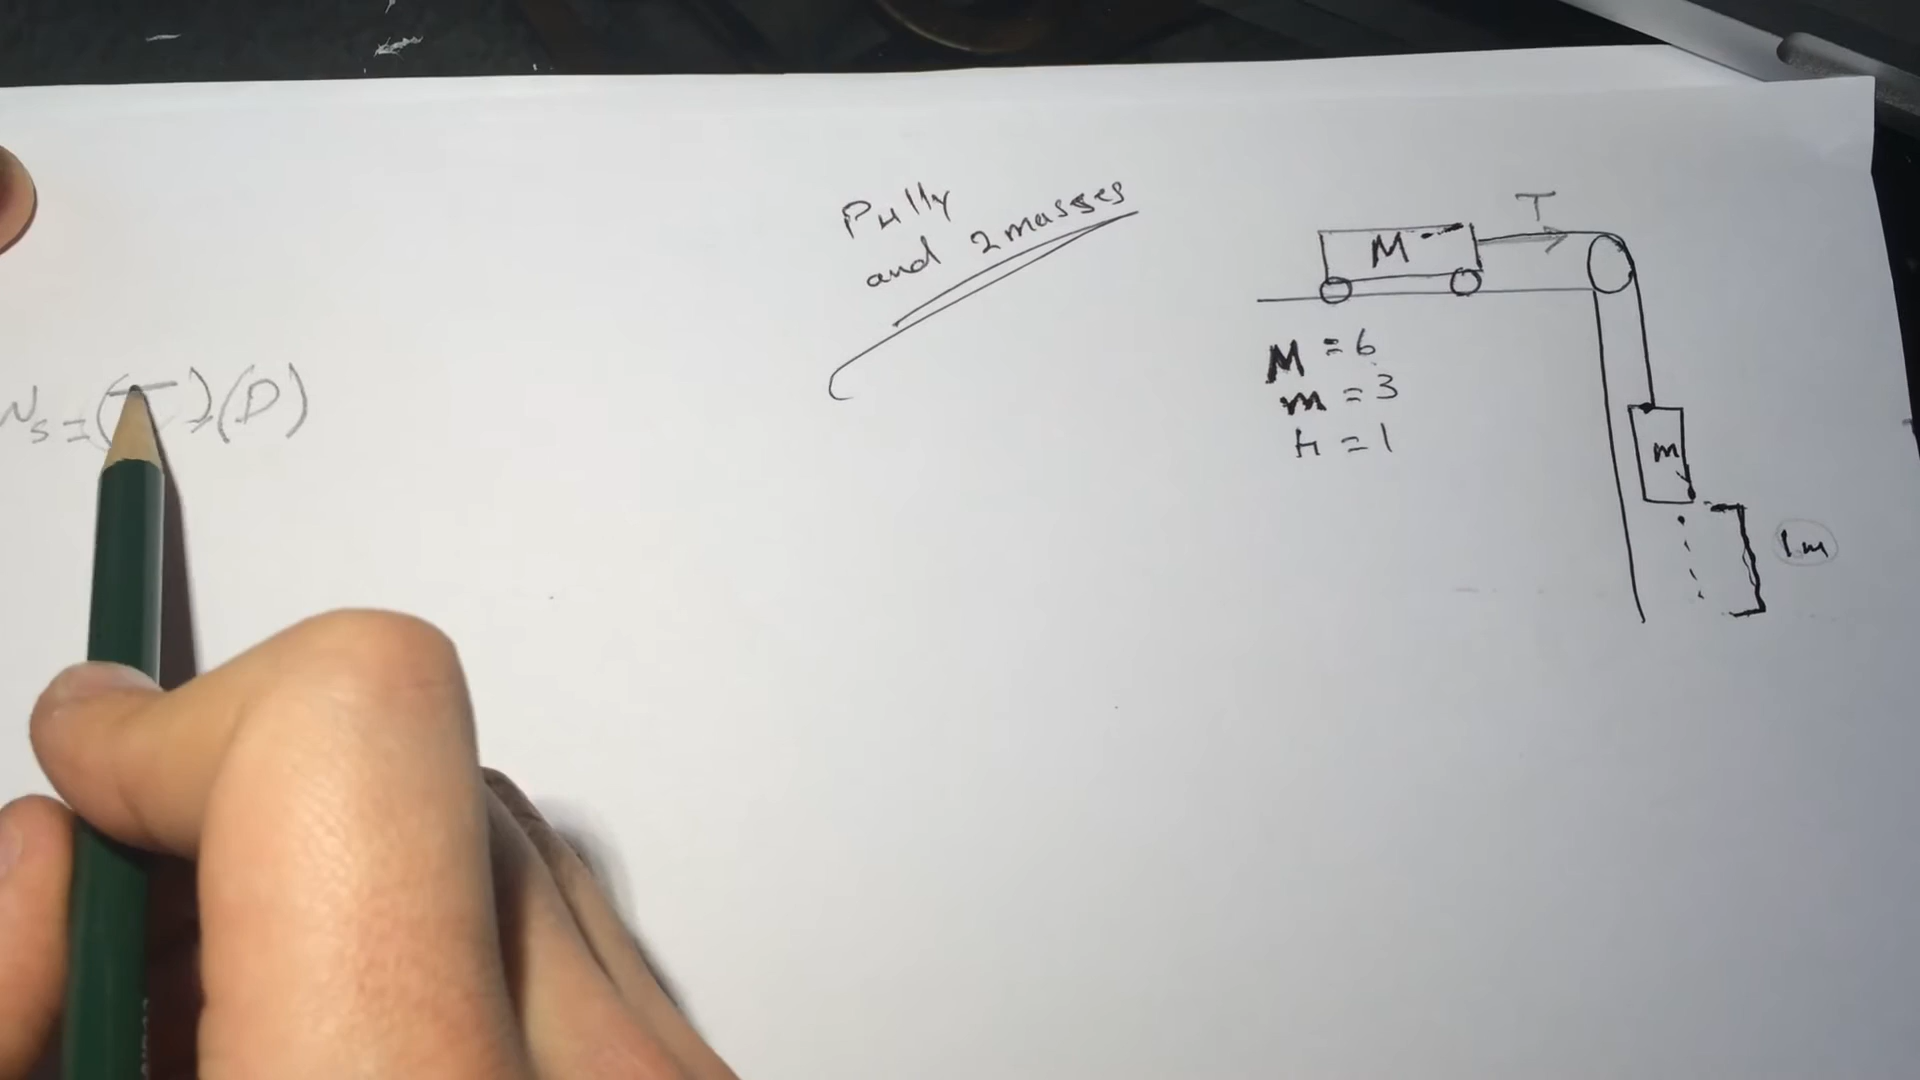 Pully
and 2 masses
T
M
M = 6
m = 3
h = 1
m
1m
Ws = (T)(D)